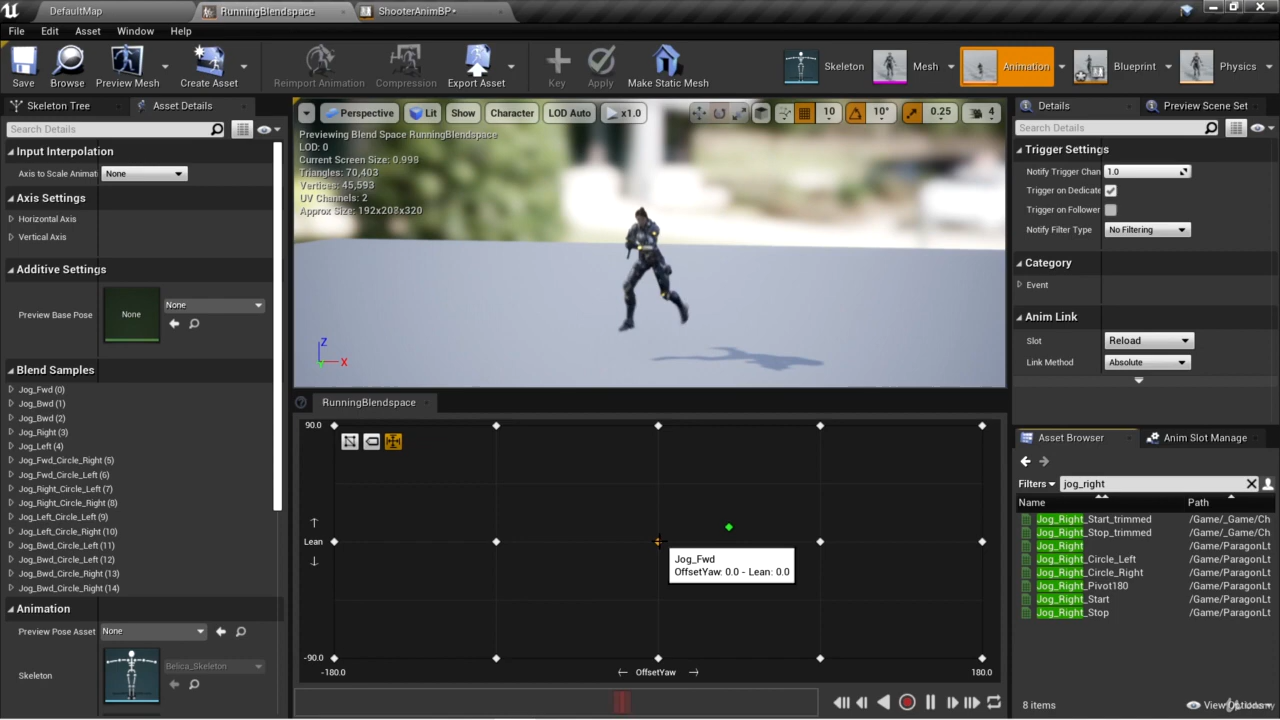 DefaultMap
RunningBlendspace
ShooterAnimBP•
File Edit Asset Window Help
Save
Browse
Preview Mesh
Create Asset
Reimport Animation
Compression
Export Asset
Key
Apply
Make Static Mesh
Skeleton
Mesh
Animation
Blueprint
Physics
Skeleton Tree
Asset Details
Search Details
Input Interpolation
Axis to Scale Animat
None
Axis Settings
Horizontal Axis
Vertical Axis
Additive Settings
Preview Base Pose
None
None
Blend Samples
Jog_Fwd (0)
Jog_Bwd (1)
Jog_Bwd (2)
Jog_Right (3)
Jog_Left (4)
Jog_Fwd_Circle_Right (5)
Jog_Fwd_Circle_Left (6)
Jog_Right_Circle_Left (7)
Jog_Right_Circle_Right (8)
Jog_Left_Circle_Left (9)
Jog_Left_Circle_Right (10)
Jog_Bwd_Circle_Left (11)
Jog_Bwd_Circle_Left (12)
Jog_Bwd_Circle_Right (13)
Jog_Bwd_Circle_Right (14)
Animation
Preview Pose Asset
None
Skeleton
Belica_Skeleton
Perspective
Lit
Show
Character
LOD Auto
x1.0
10
10°
0.25
4
Previewing Blend Space RunningBlendspace
LOD: 0
Current Screen Size: 0.998
Triangles: 70,403
Vertices: 45,593
UV Channels: 2
Approx Size: 192x207x320
Z
X
RunningBlendspace
90.0
Lean
-90.0
-180.0
OffsetYaw
180.0
Jog_Fwd
OffsetYaw: 0.0 - Lean: 0.0
Details
Preview Scene Set
Search Details
Trigger Settings
Notify Trigger Chan
1.0
Trigger on Dedicate
Trigger on Follower
Notify Filter Type
No Filtering
Category
Event
Anim Link
Slot
Reload
Link Method
Absolute
Asset Browser
Anim Slot Manage
Filters
jog_right
Name
Path
Jog_Right_Start_trimmed /Game/_Game/Ch
Jog_Right_Stop_trimmed /Game/_Game/Ch
Jog_Right /Game/ParagonLt
Jog_Right_Circle_Left /Game/ParagonLt
Jog_Right_Circle_Right /Game/ParagonLt
Jog_Right_Pivot180 /Game/ParagonLt
Jog_Right_Start /Game/ParagonLt
Jog_Right_Stop /Game/ParagonLt
8 items